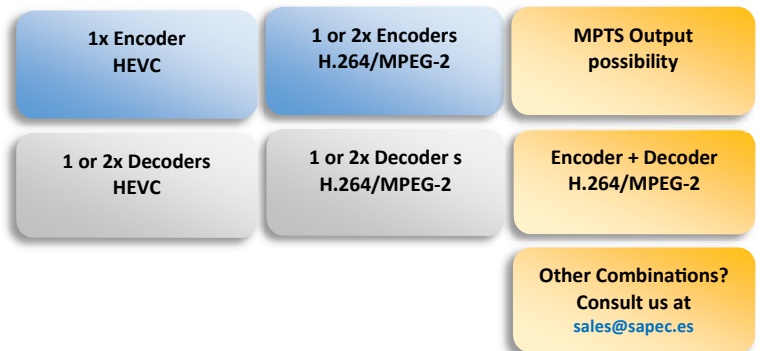 1x Encoder
HEVC
1 or 2x Encoders
H.264/MPEG-2
MPTS Output
possibility
1 or 2x Decoders
HEVC
1 or 2x Decoder s
H.264/MPEG-2
Encoder + Decoder
H.264/MPEG-2
Other Combinations?
Consult us at
sales@sapec.es